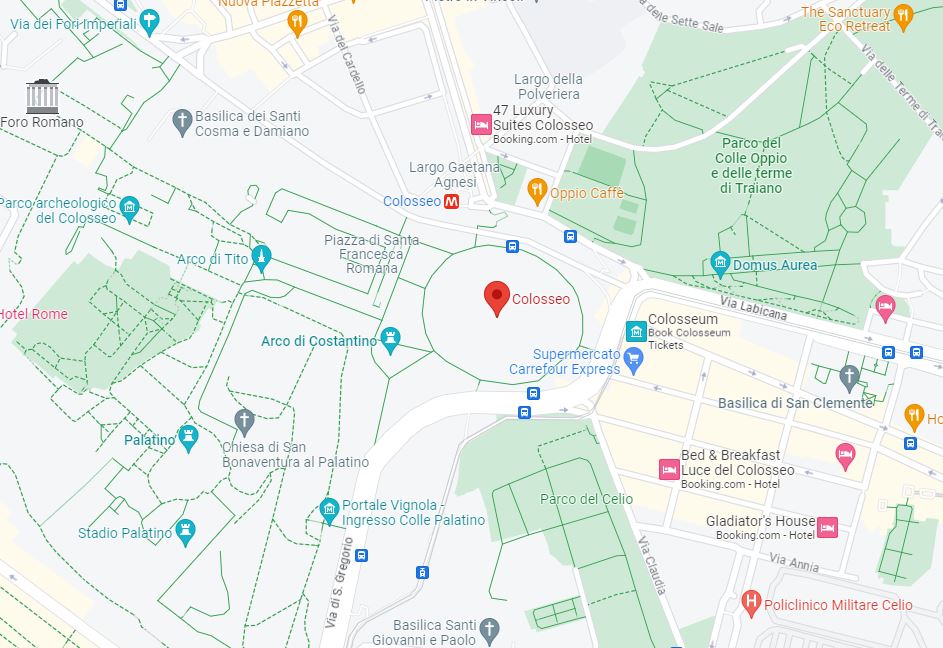 Nuova Piazzetta
The Sanctuary
Eco Retreat
Via dei Fori Imperiali
Via del Cardello
Via delle Sette Sale
Via delle Terme di Trai
Foro Romano
Basilica dei Santi
Cosma e Damiano
Largo della
Polveriera
47 Luxury
Suites Colosseo
Booking.com - Hotel
Parco del
Colle Oppio
e delle terme
di Traiano
Largo Gaetana
Agnesi
Colosseo
M
Oppio Caffè
Parco archeologico
del Colosseo
Piazza di Santa
Francesca
Romana
Arco di Tito
Domus Aurea
Colosseo
Via Labicana
Hotel Rome
Colosseum
Book Colosseum
Tickets
Arco di Costantino
Supermercato
Carrefour Express
Basilica di San Clemente
Ho
Palatino
Chiesa di San
Bonaventura al Palatino
Bed & Breakfast
Luce del Colosseo
Booking.com - Hotel
Parco del Celio
Portale Vignola -
Ingresso Colle Palatino
Stadio Palatino
Gladiator's House
Booking.com - Hotel
Via di S. Gregorio
Via Claudia
Via Annia
H
Policlinico Militare Celio
Basilica Santi
Giovanni e Paolo